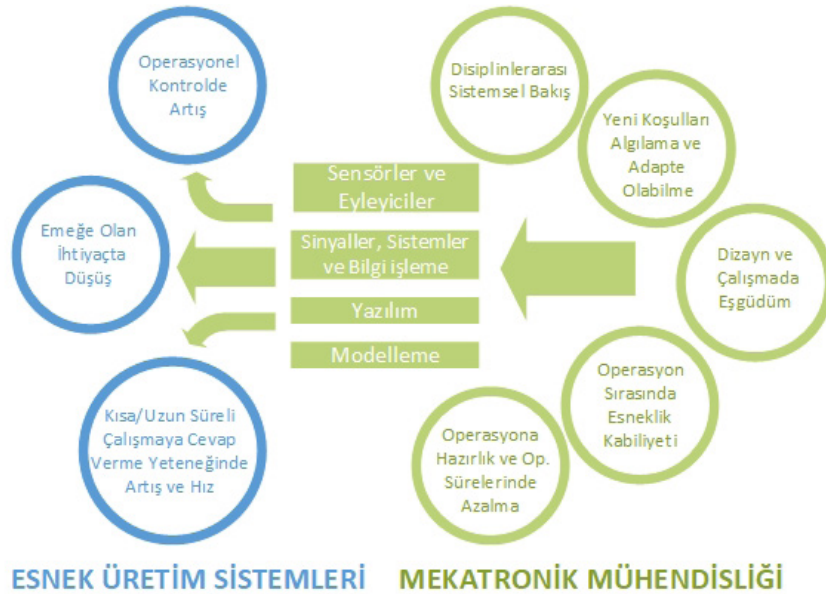 Operasyonel
Kontrolde
Artış
Emeğe Olan
İhtiyaçta
Düşüş
Kısa/Uzun Süreli
Çalışmaya Cevap
Verme Yeteneğinde
Artış ve Hız
Sensörler ve
Eyleyiciler
Sinyaller, Sistemler
ve Bilgi işleme
Yazılım
Modelleme
Disiplinlerarası
Sistemsel Bakış
Yeni Koşulları
Algılama ve
Adapte
Olabilme
Dizayn ve
Çalışmada
Eşgüdüm
Operasyon
Sırasında
Esneklik
Kabiliyeti
Operasyona
Hazırlık ve Op.
Sürelerinde
Azalma
ESNEK ÜRETİM SİSTEMLERİ
MEKATRONİK MÜHENDİSLİĞİ